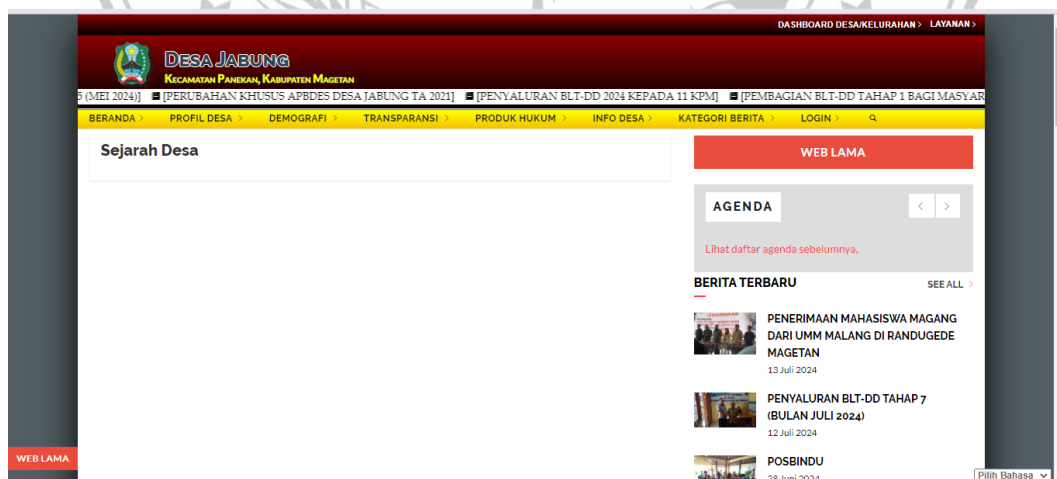 DASHBOARD DESA/KELURAHAN > LAYANAN >
DESA JABUNG
KECAMATAN PANEKAN, KABUPATEN MAGETAN
5 (MEI 2024)] [PERUBAHAN KHUSUS APBDES DESA JABUNG TA 2021] [PENYALURAN BLT-DD 2024 KEPADA 11 KPM] [PEMBAGIAN BLT-DD TAHAP 1 BAGI MASYAR
BERANDA > PROFIL DESA > DEMOGRAFI > TRANSPARANSI > PRODUK HUKUM > INFO DESA > KATEGORI BERITA > LOGIN >
Sejarah Desa
WEB LAMA
AGENDA
< >
Lihat daftar agenda sebelumnya,
BERITA TERBARU
SEE ALL >
PENERIMAAN MAHASISWA MAGANG
DARI UMM MALANG DI RANDUGEDE
MAGETAN
13 Juli 2024
PENYALURAN BLT-DD TAHAP 7
(BULAN JULI 2024)
12 Juli 2024
POSBINDU
28 Juni 2024
WEB LAMA
Pilih Bahasa